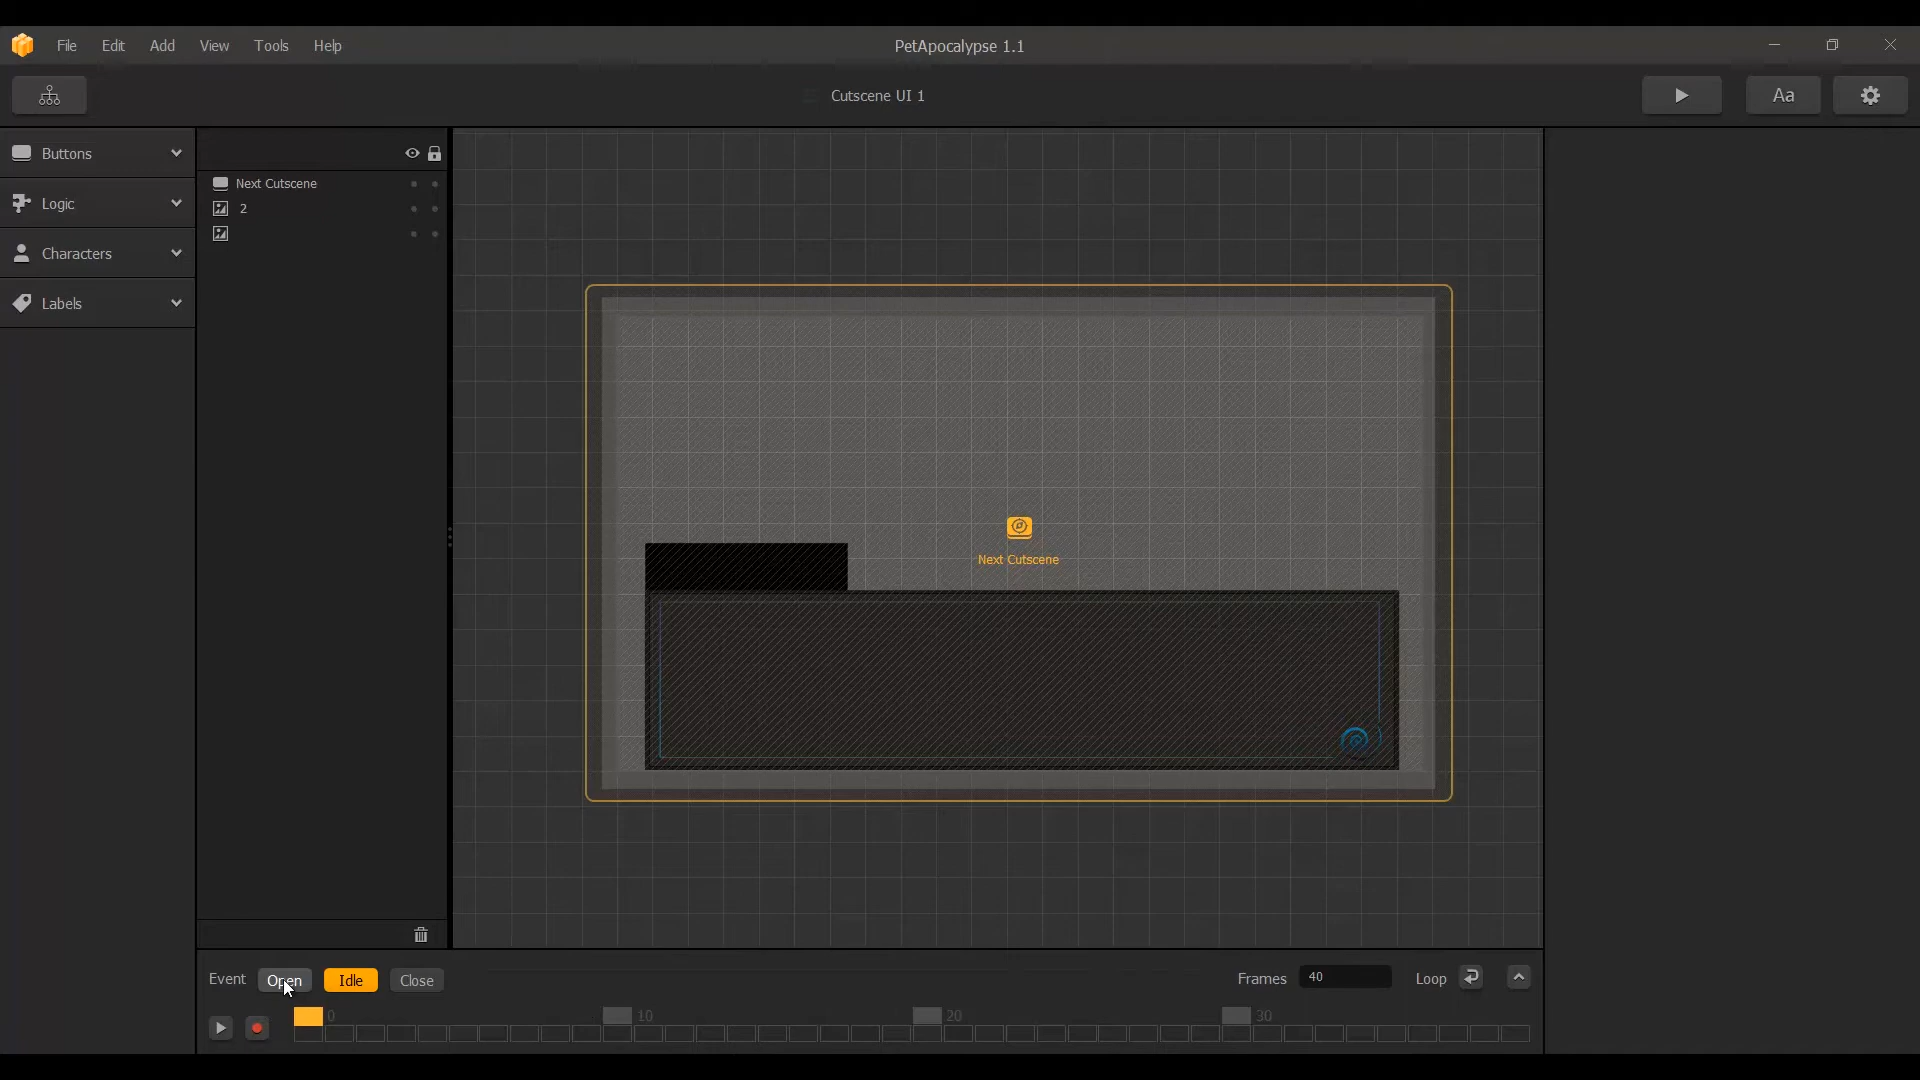 File Edit Add View Tools Help
PetApocalypse 1.1
Cutscene UI 1
Aa
Buttons
Logic
Characters
Labels
Next Cutscene
2
Next Cutscene
Event Open Idle Close
Frames 40 Loop
0 10 20 30